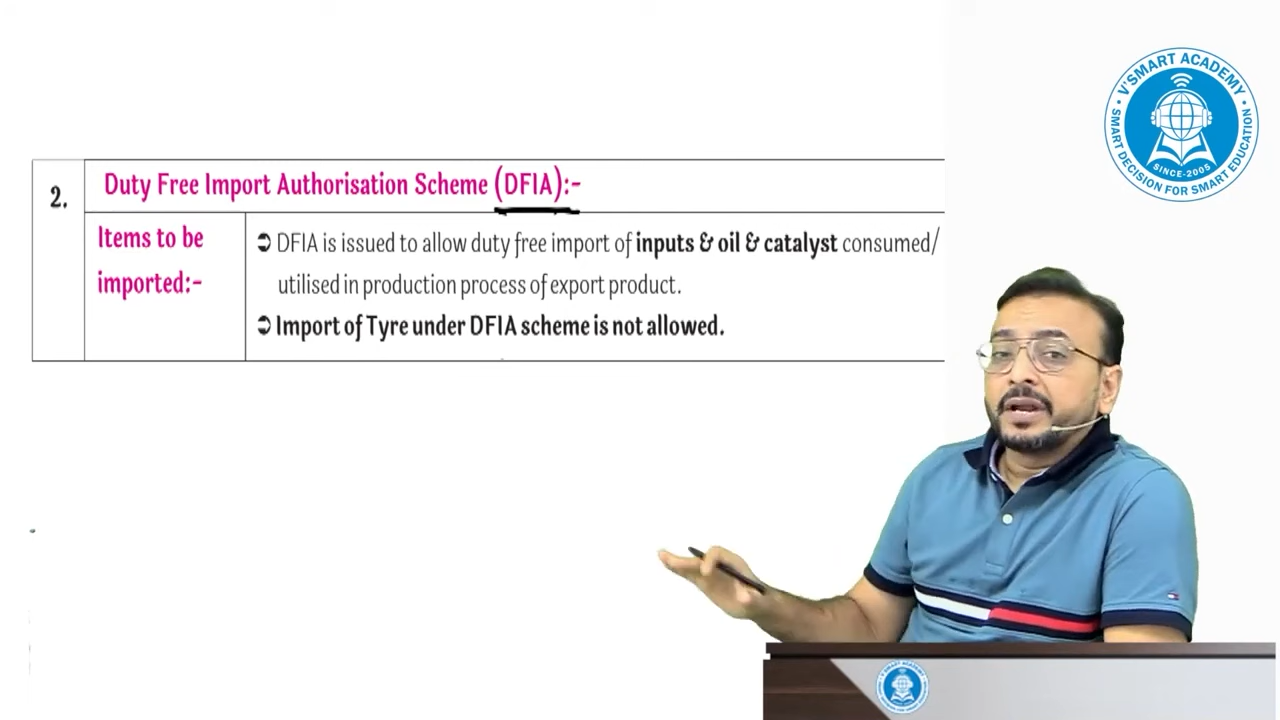 V'SMART ACADEMY
SINCE-2005
SMART DECISION FOR SMART EDUCATION
2.
Duty Free Import Authorisation Scheme (DFIA):-
Items to be
imported:-
➲ DFIA is issued to allow duty free import of inputs & oil & catalyst consumed/
utilised in production process of export product.
➲ Import of Tyre under DFIA scheme is not allowed.
V'SMART ACADEMY